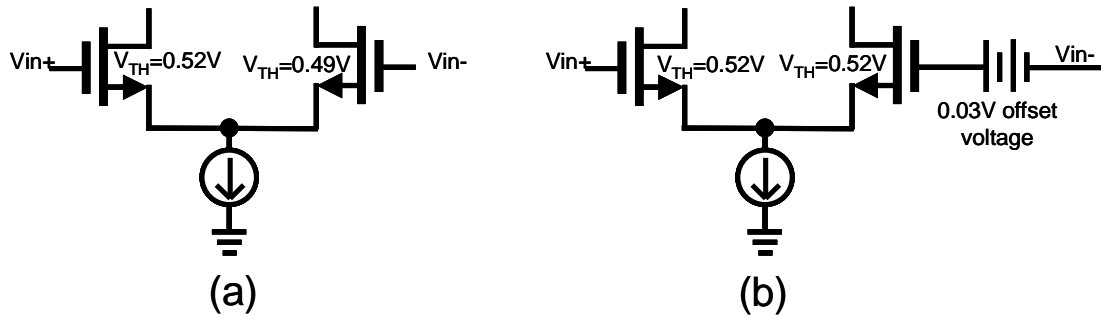 Vin+ V_TH=0.52V V_TH=0.49V Vin-
(a)
Vin+ V_TH=0.52V V_TH=0.52V Vin-
0.03V offset
voltage
(b)